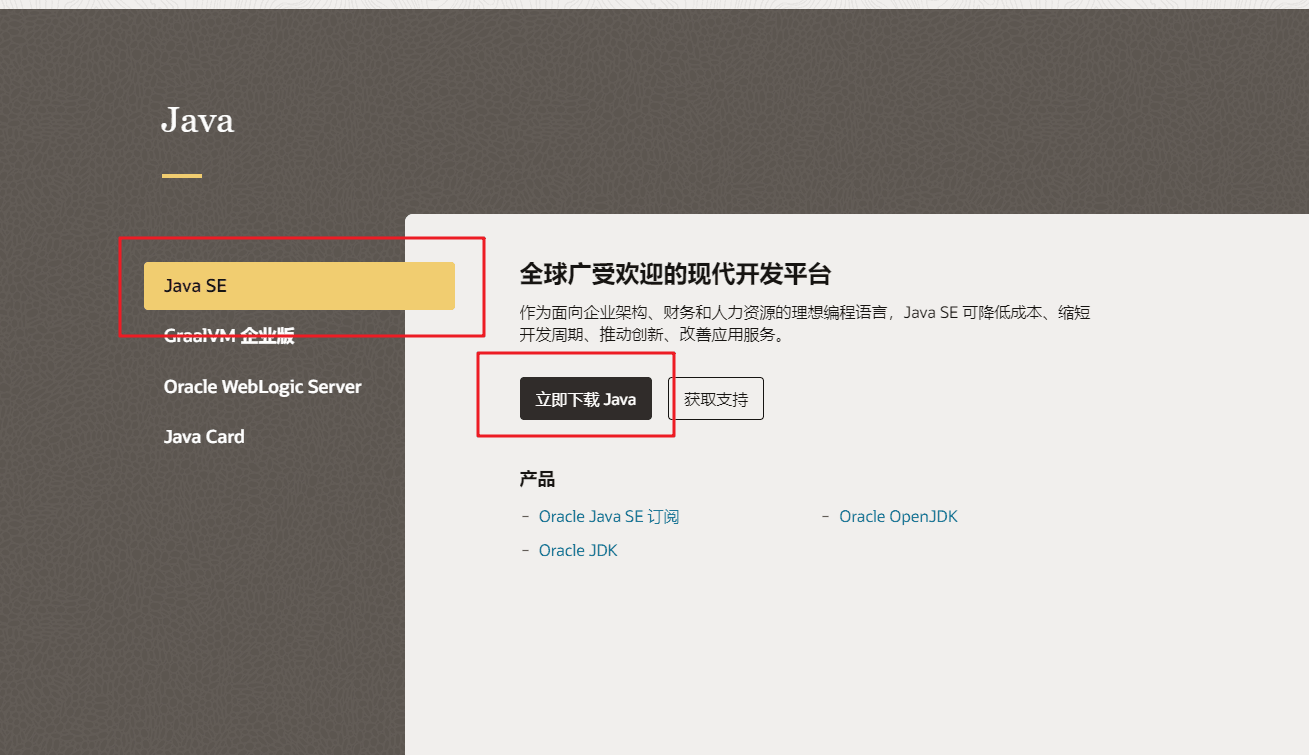 Java
Java SE
GraalVM 企业版
Oracle WebLogic Server
Java Card
全球广受欢迎的现代开发平台
作为面向企业架构、财务和人力资源的理想编程语言，Java SE 可降低成本、缩短
开发周期、推动创新、改善应用服务。
立即下载 Java
获取支持
产品
- Oracle Java SE 订阅
- Oracle OpenJDK
- Oracle JDK